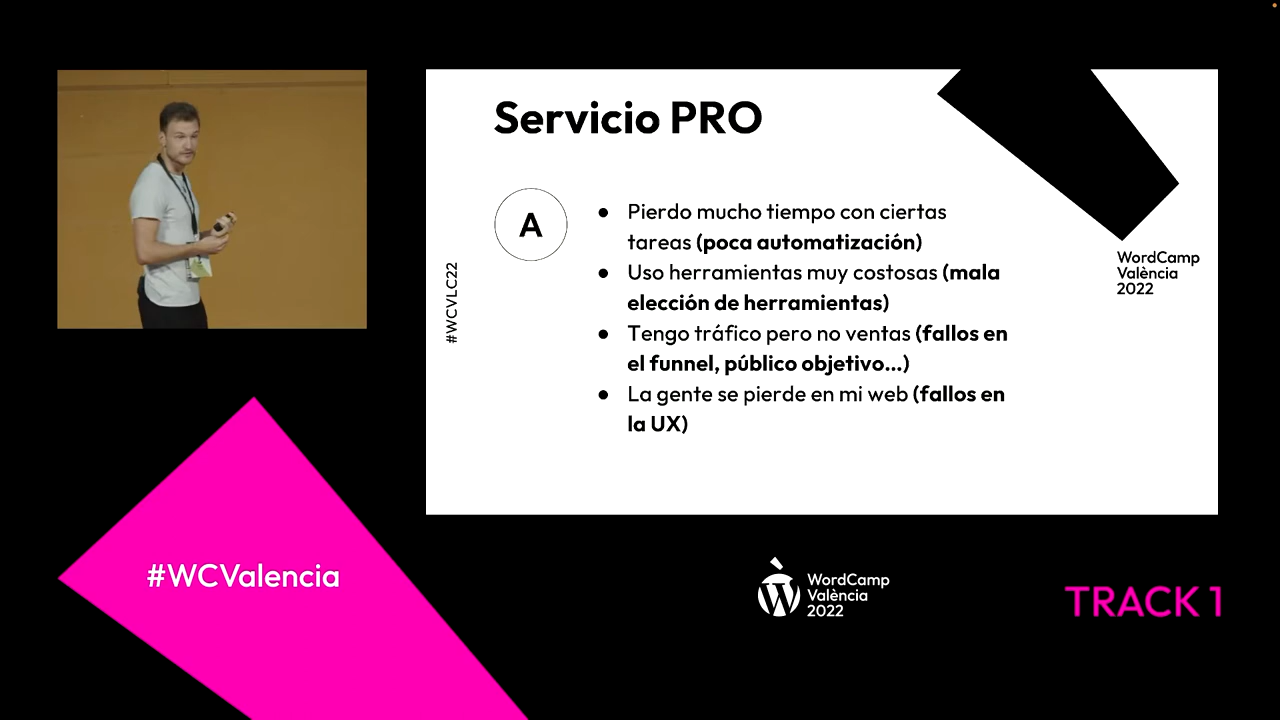 Servicio PRO
A
● Pierdo mucho tiempo con ciertas
tareas (poca automatización)
● Uso herramientas muy costosas (mala
elección de herramientas)
● Tengo tráfico pero no ventas (fallos en
el funnel, público objetivo...)
● La gente se pierde en mi web (fallos en
la UX)
#WCVLC22
WordCamp
València
2022
#WCValencia
WordCamp
València
2022
TRACK 1